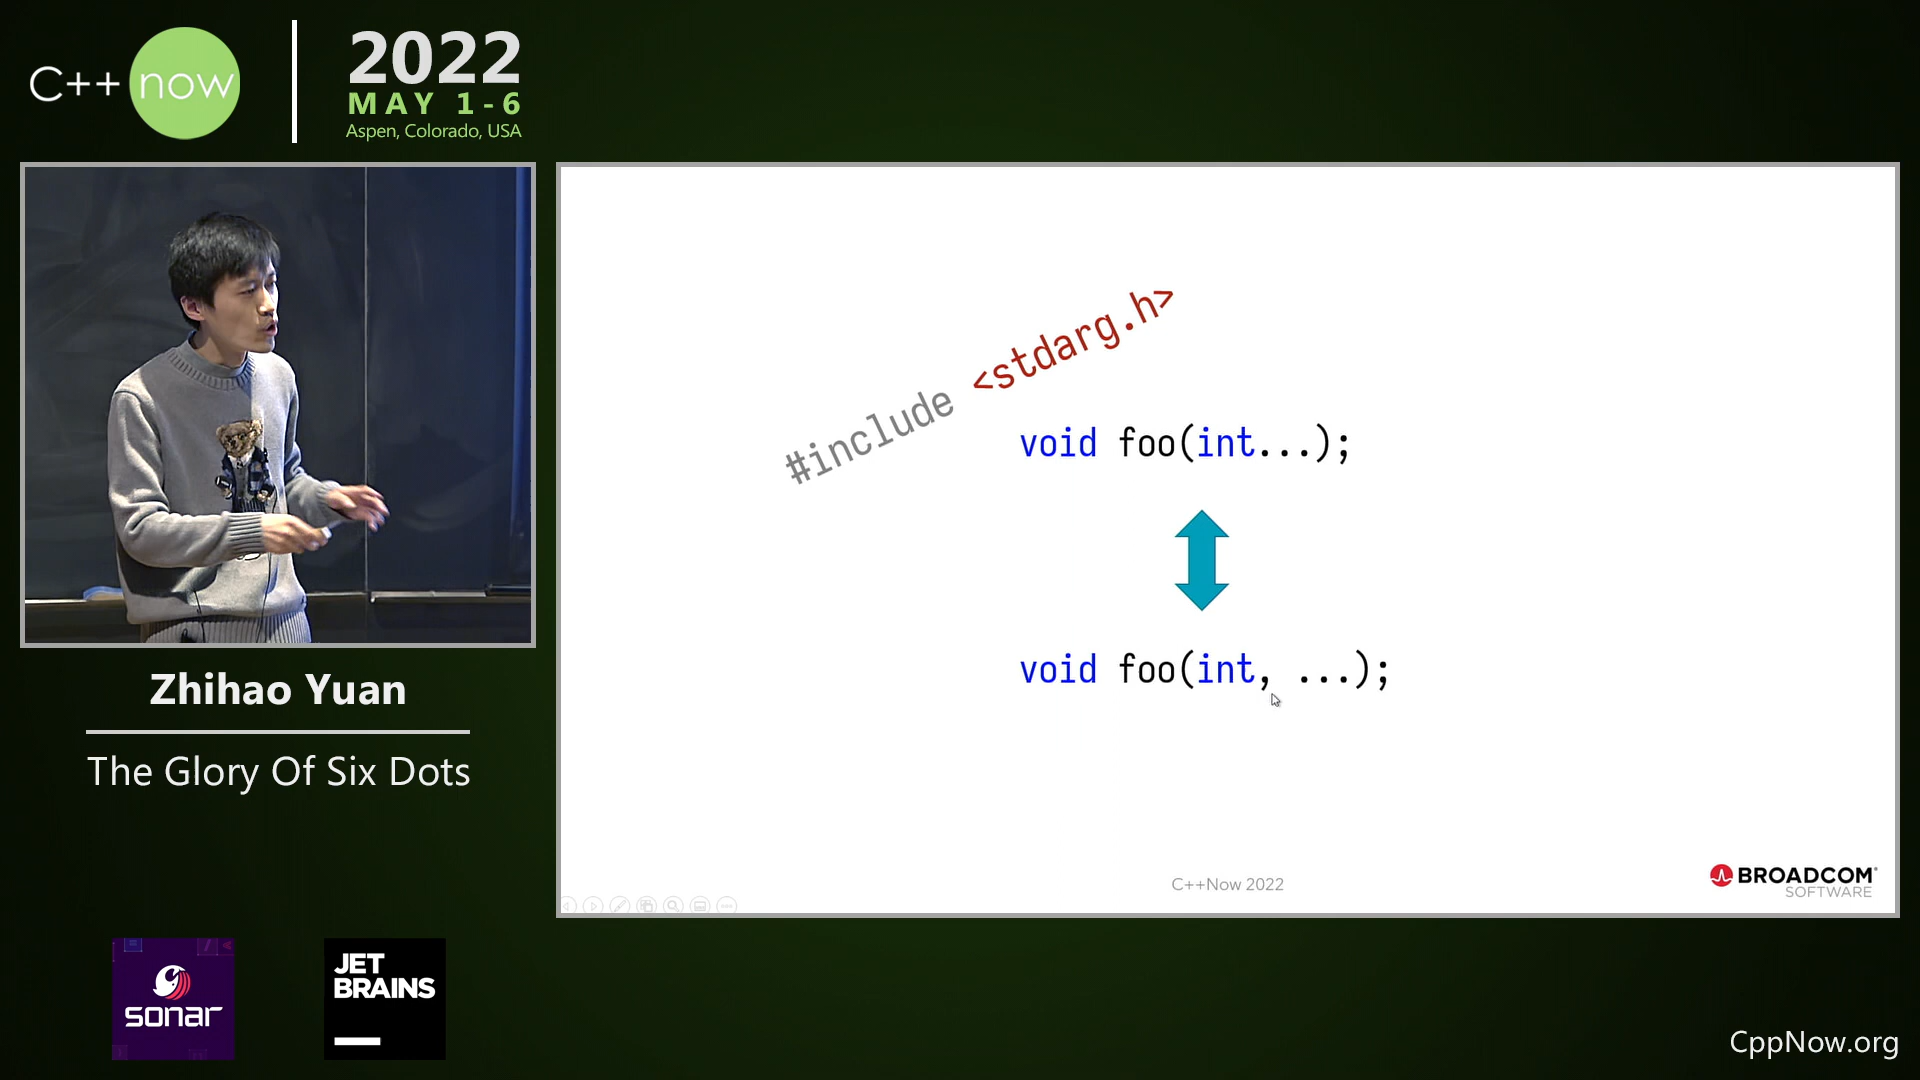 C++ now
2022
MAY 1-6
Aspen, Colorado, USA
#include <stdarg.h>
void foo(int...);
void foo(int, ...);
C++Now 2022
BROADCOM
SOFTWARE
Zhihao Yuan
The Glory Of Six Dots
sonar
JET
BRAINS
CppNow.org